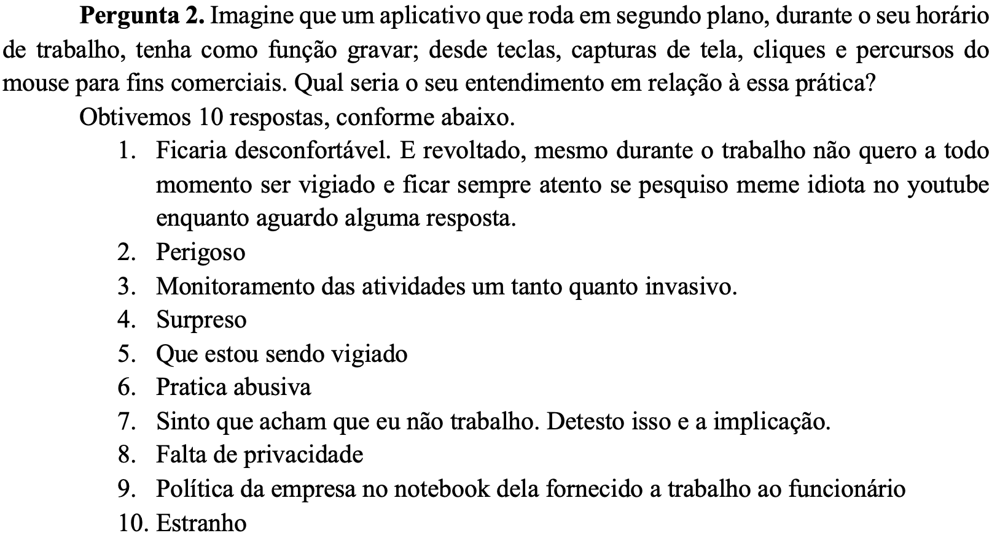 Pergunta 2. Imagine que um aplicativo que roda em segundo plano, durante o seu horário
de trabalho, tenha como função gravar; desde teclas, capturas de tela, cliques e percursos do
mouse para fins comerciais. Qual seria o seu entendimento em relação à essa prática?
Obtivemos 10 respostas, conforme abaixo.
1. Ficaria desconfortável. E revoltado, mesmo durante o trabalho não quero a todo
momento ser vigiado e ficar sempre atento se pesquiso meme idiota no youtube
enquanto aguardo alguma resposta.
2. Perigoso
3. Monitoramento das atividades um tanto quanto invasivo.
4. Surpreso
5. Que estou sendo vigiado
6. Pratica abusiva
7. Sinto que acham que eu não trabalho. Detesto isso e a implicação.
8. Falta de privacidade
9. Política da empresa no notebook dela fornecido a trabalho ao funcionário
10. Estranho